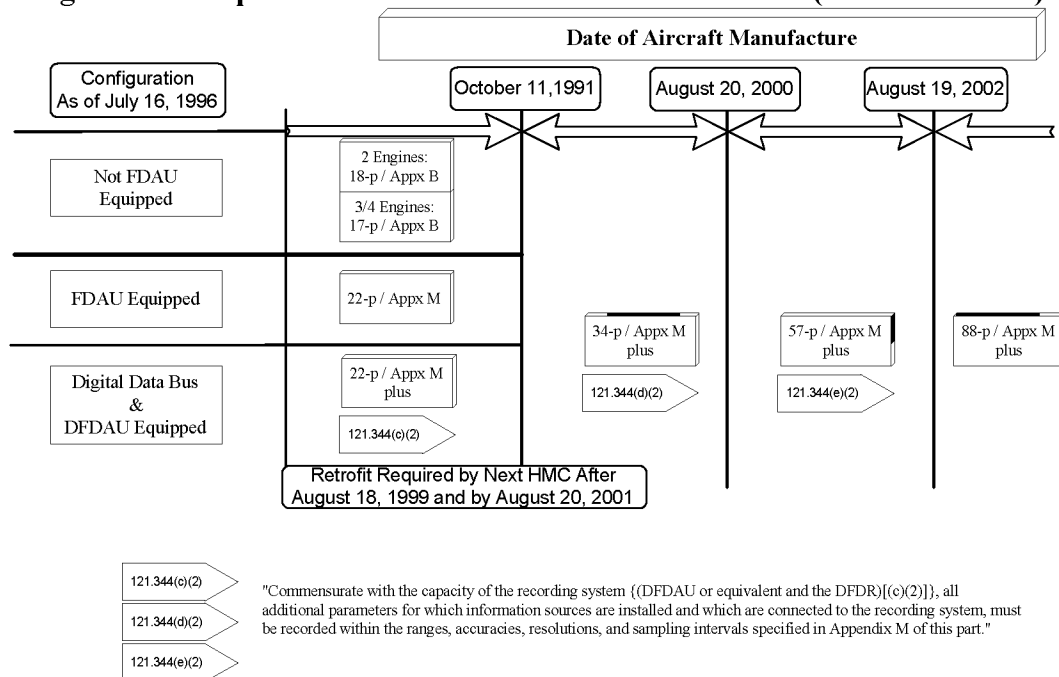 Date of Aircraft Manufacture
Configuration
As of July 16, 1996
October 11,1991
August 20, 2000
August 19, 2002
Not FDAU
Equipped
2 Engines:
18-p / Appx B
3/4 Engines:
17-p / Appx B
FDAU Equipped
22-p / Appx M
34-p / Appx M
plus
57-p / Appx M
plus
88-p / Appx M
plus
Digital Data Bus
&
DFDAU Equipped
22-p / Appx M
plus
121.344(c)(2)
121.344(d)(2)
121.344(e)(2)
Retrofit Required by Next HMC After
August 18, 1999 and by August 20, 2001
121.344(c)(2)
121.344(d)(2)
121.344(e)(2)
"Commensurate with the capacity of the recording system {(DFDAU or equivalent and the DFDR)[(c)(2)]}, all
additional parameters for which information sources are installed and which are connected to the recording system, must
be recorded within the ranges, accuracies, resolutions, and sampling intervals specified in Appendix M of this part."